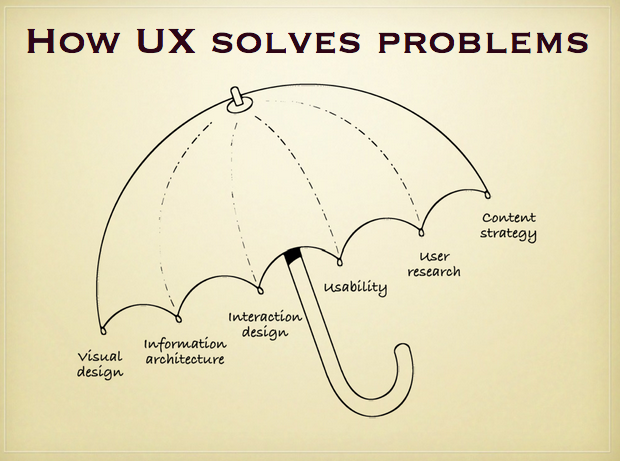 How UX solves problems
Visual
design
Information
architecture
Interaction
design
Usability
User
research
Content
strategy